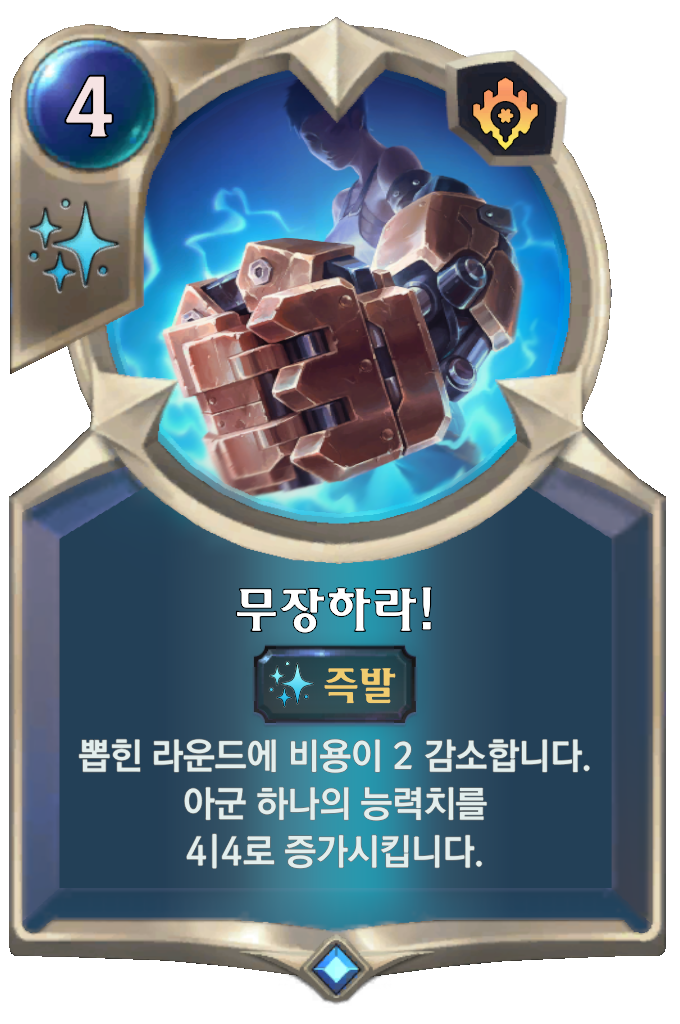 4
무장하라!
즉발
뽑힌 라운드에 비용이 2 감소합니다.
아군 하나의 능력치를
4|4로 증가시킵니다.